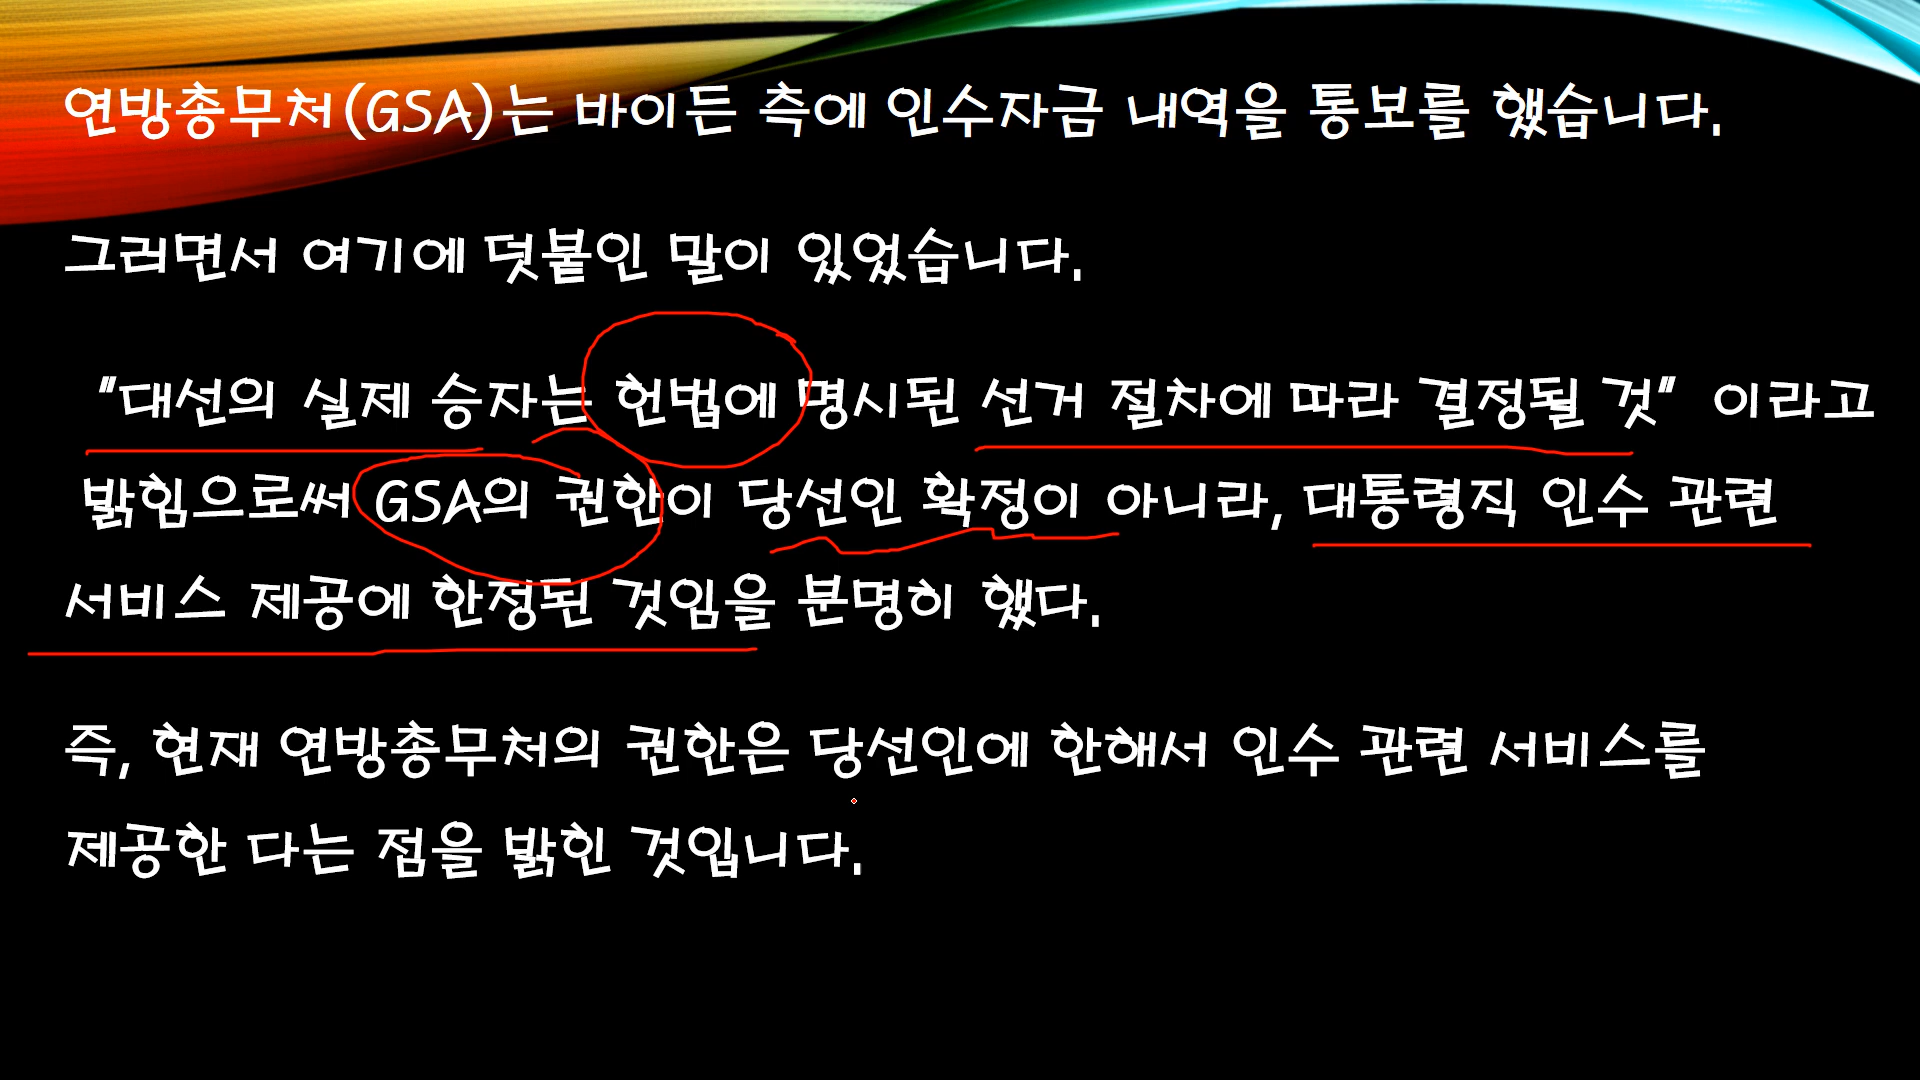 연방총무처(GSA)는 바이든 측에 인수자금 내역을 통보를 했습니다.
그러면서 여기에 덧붙인 말이 있었습니다.
"대선의 실제 승자는 헌법에 명시된 선거 절차에 따라 결정될 것" 이라고
밝힘으로써 GSA의 권한이 당선인 확정이 아니라, 대통령직 인수 관련
서비스 제공에 한정된 것임을 분명히 했다.
즉, 현재 연방총무처의 권한은 당선인에 한해서 인수 관련 서비스를
제공한 다는 점을 밝힌 것입니다.